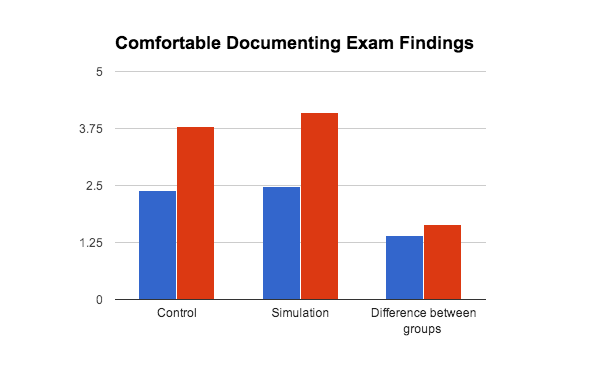 Comfortable Documenting Exam Findings
5
3.75
2.5
1.25
0
Control
Simulation
Difference between
groups